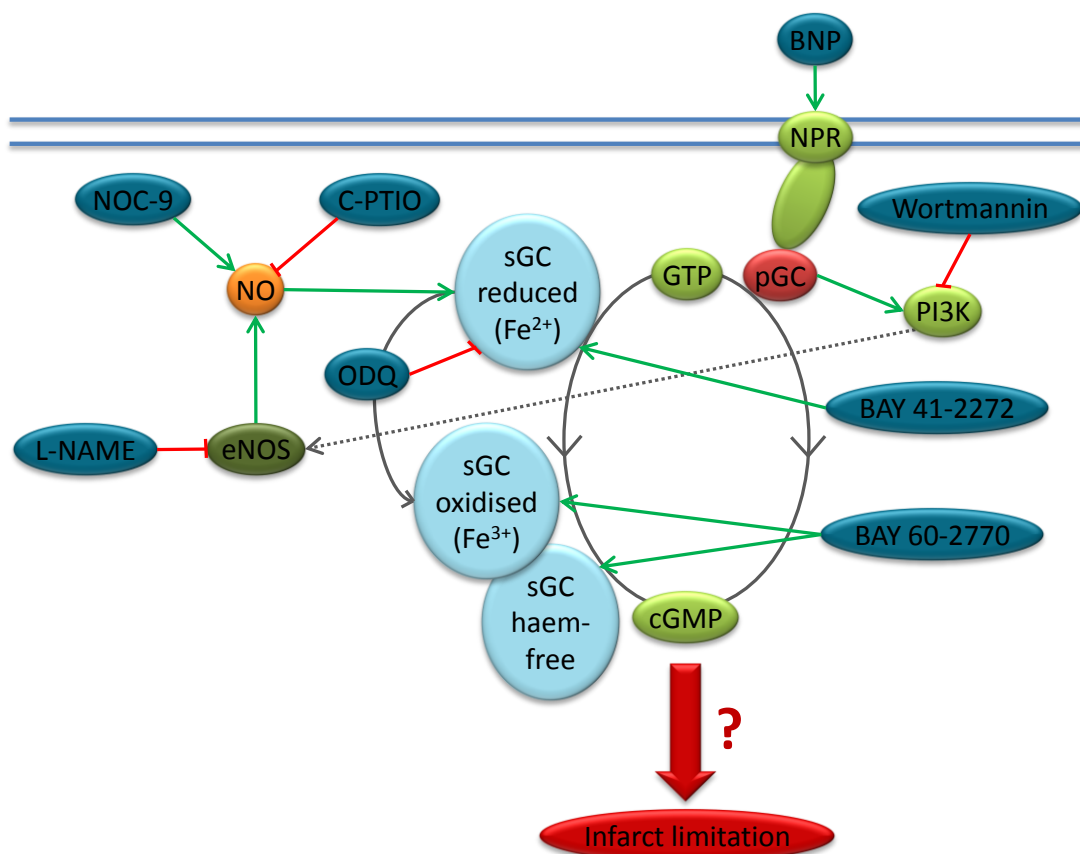 BNP
NPR
NOC-9
C-PTIO
Wortmannin
sGC
reduced
(Fe²⁺)
GTP
pGC
NO
PI3K
ODQ
BAY 41-2272
L-NAME
eNOS
sGC
oxidised
(Fe³⁺)
BAY 60-2770
sGC
haem-
free
cGMP
?
Infarct limitation